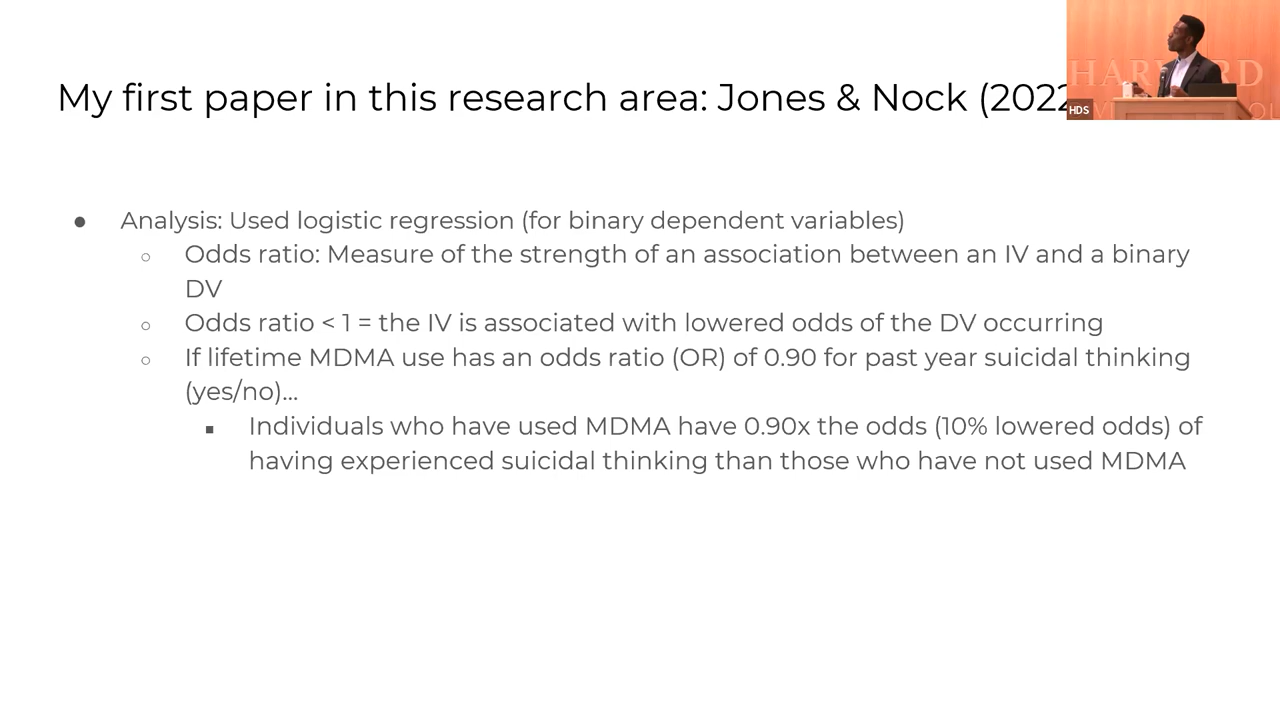 My first paper in this research area: Jones & Nock (2022
HARVARD
HDS
● Analysis: Used logistic regression (for binary dependent variables)
○ Odds ratio: Measure of the strength of an association between an IV and a binary
DV
○ Odds ratio < 1 = the IV is associated with lowered odds of the DV occurring
○ If lifetime MDMA use has an odds ratio (OR) of 0.90 for past year suicidal thinking
(yes/no)...
■ Individuals who have used MDMA have 0.90x the odds (10% lowered odds) of
having experienced suicidal thinking than those who have not used MDMA